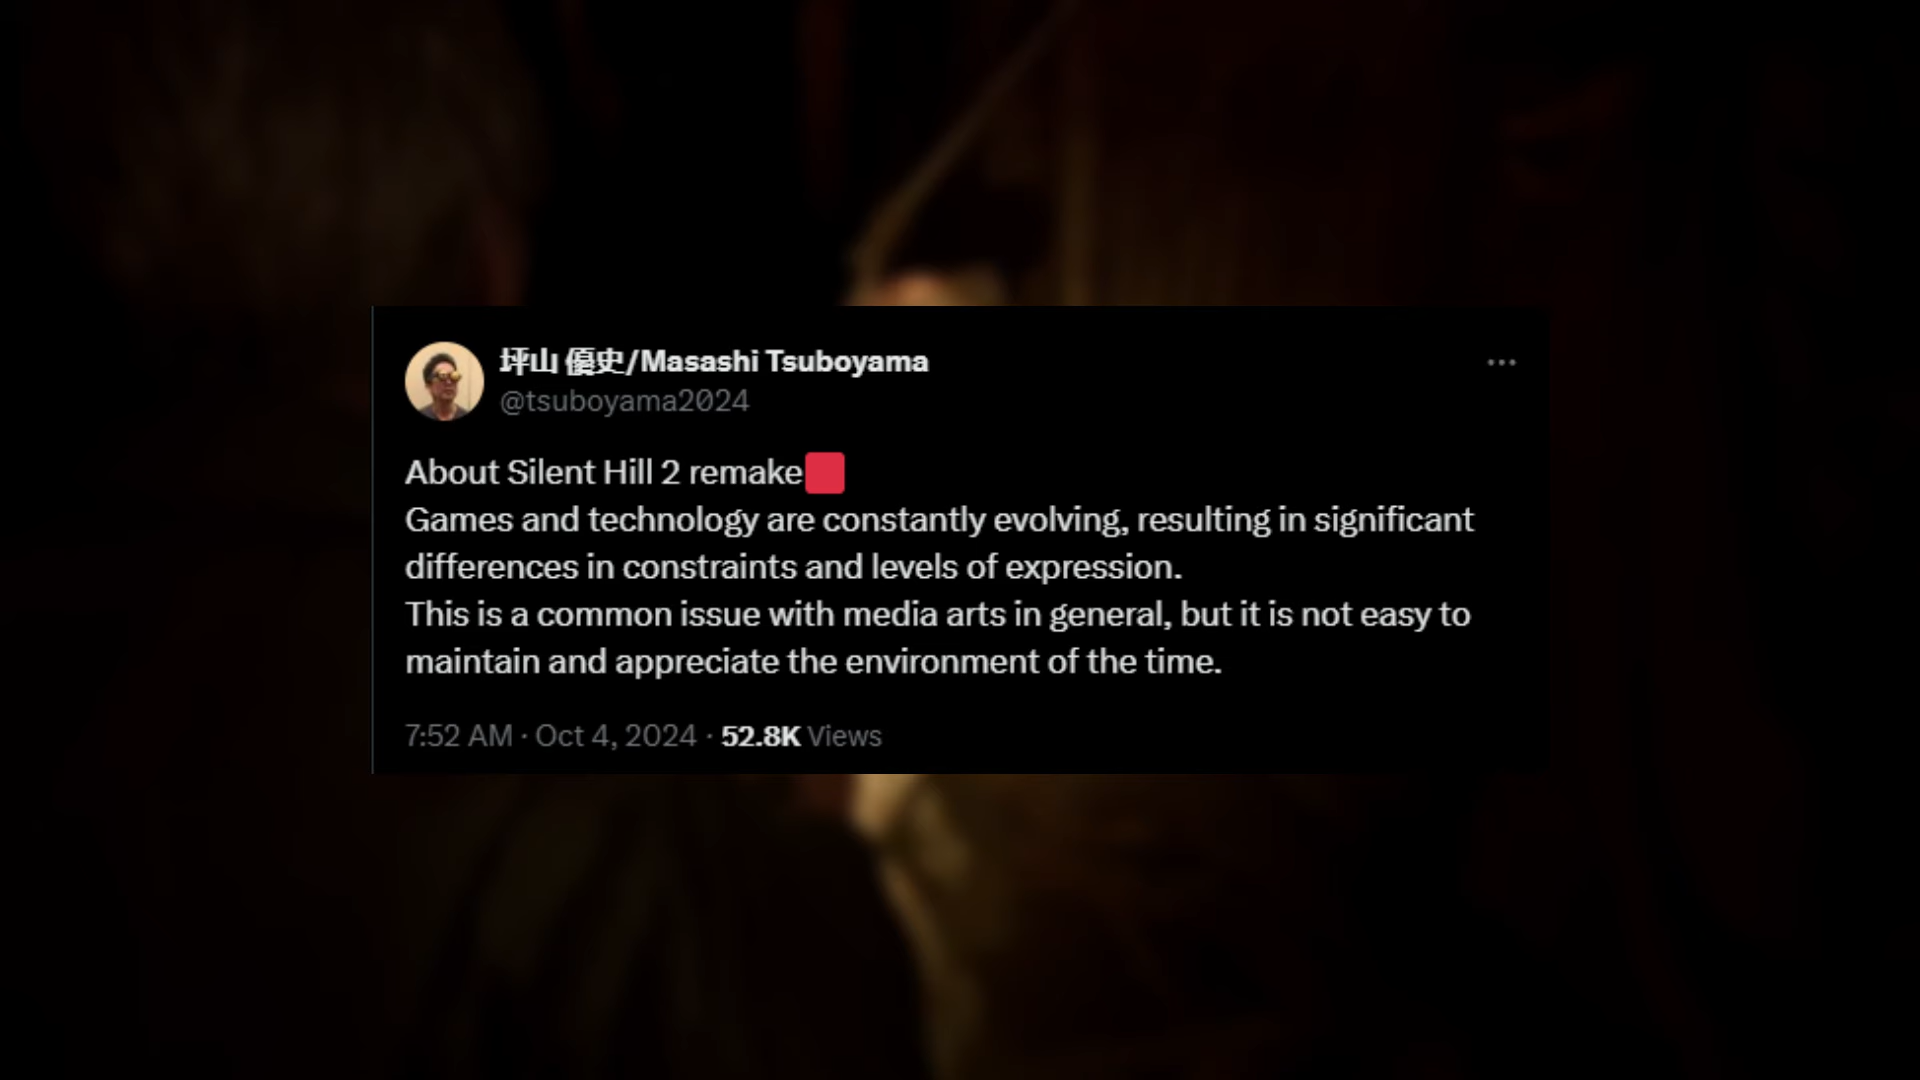 坪山 優史/Masashi Tsuboyama
@tsuboyama2024
About Silent Hill 2 remake🟥
Games and technology are constantly evolving, resulting in significant
differences in constraints and levels of expression.
This is a common issue with media arts in general, but it is not easy to
maintain and appreciate the environment of the time.
7:52 AM · Oct 4, 2024 · 52.8K Views